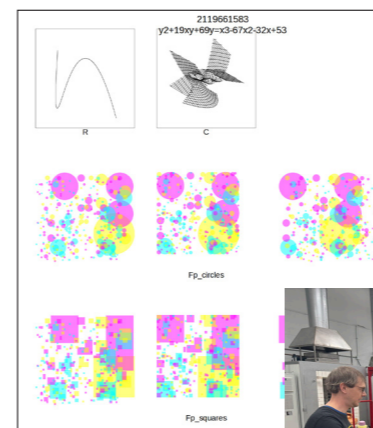 2119661583
y2+19xy+69y=x3-67x2-32x+53
R
C
Fp_circles
Fp_squares